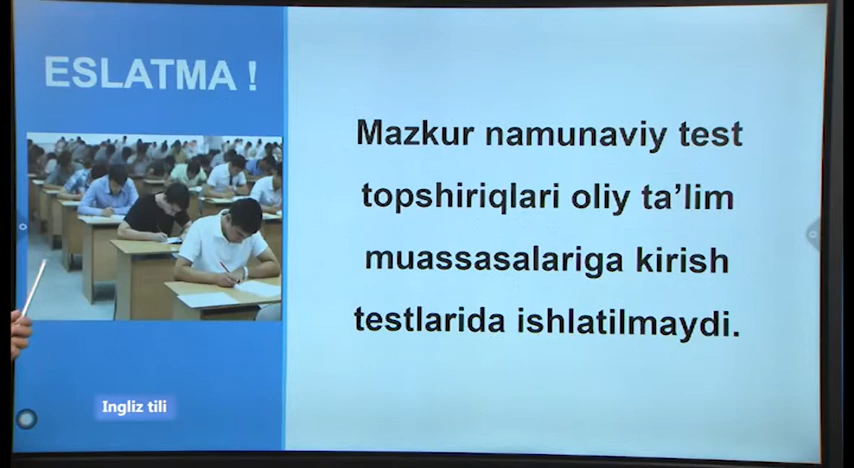 ESLATMA !
Mazkur namunaviy test
topshiriqlari oliy ta’lim
muassasalariga kirish
testlarida ishlatilmaydi.
Ingliz tili